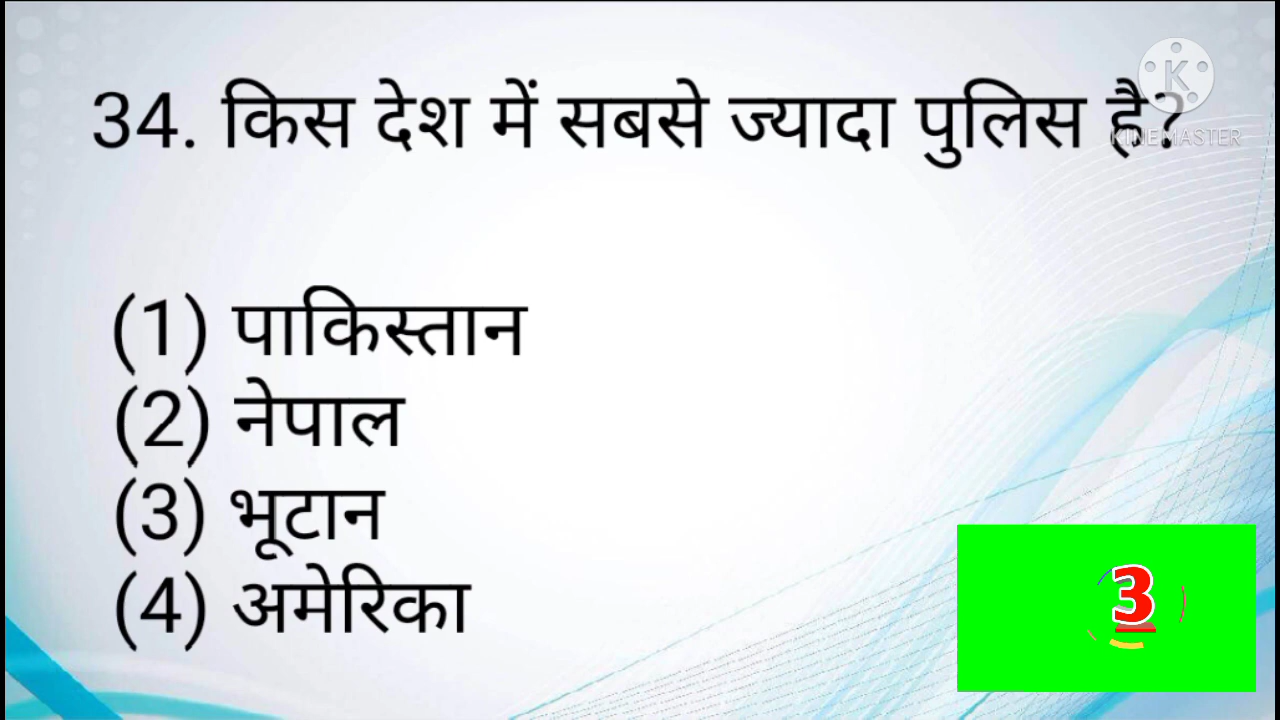 34. किस देश में सबसे ज्यादा पुलिस है?
K
KINEMASTER
(1) पाकिस्तान
(2) नेपाल
(3) भूटान
(4) अमेरिका
3